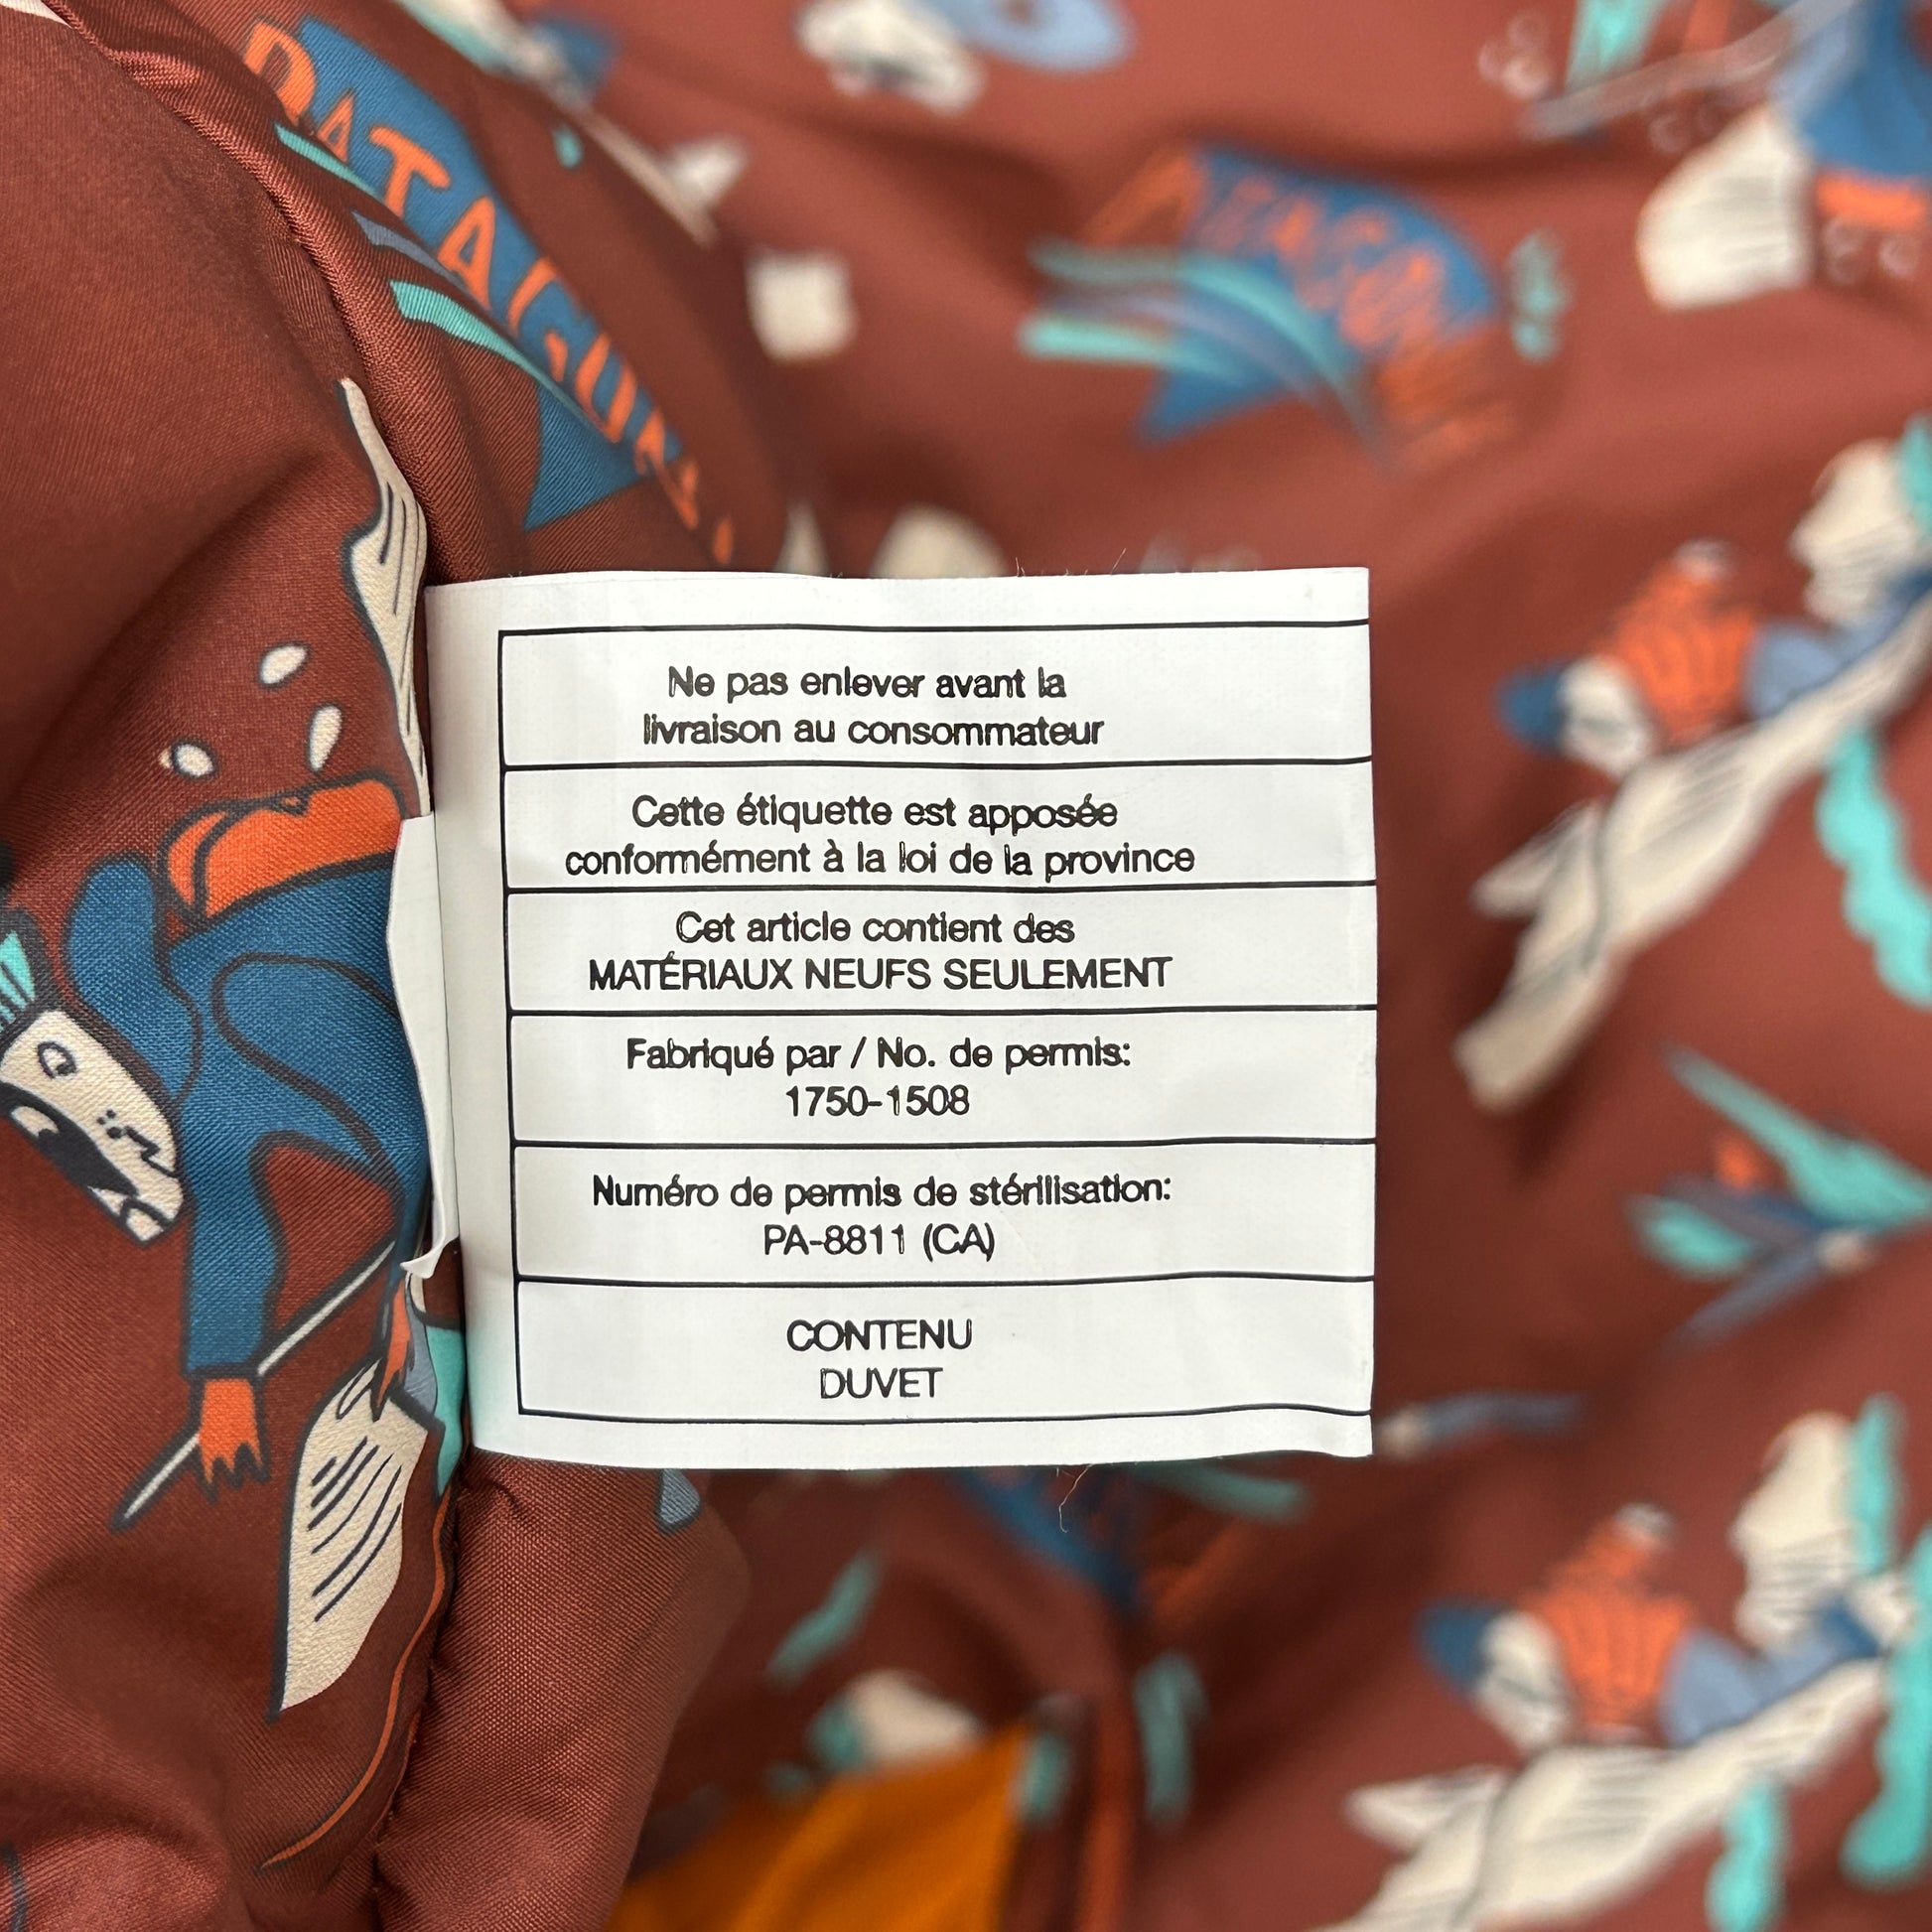 PATAGONI
PATAGONI
Ne pas enlever avant la
livraison au consommateur
Cette étiquette est apposée
conformément à la loi de la province
Cet article contient des
MATÉRIAUX NEUFS SEULEMENT
Fabriqué par / No. de permis:
1750-1508
Numéro de permis de stérilisation:
PA-8811 (CA)
CONTENU
DUVET